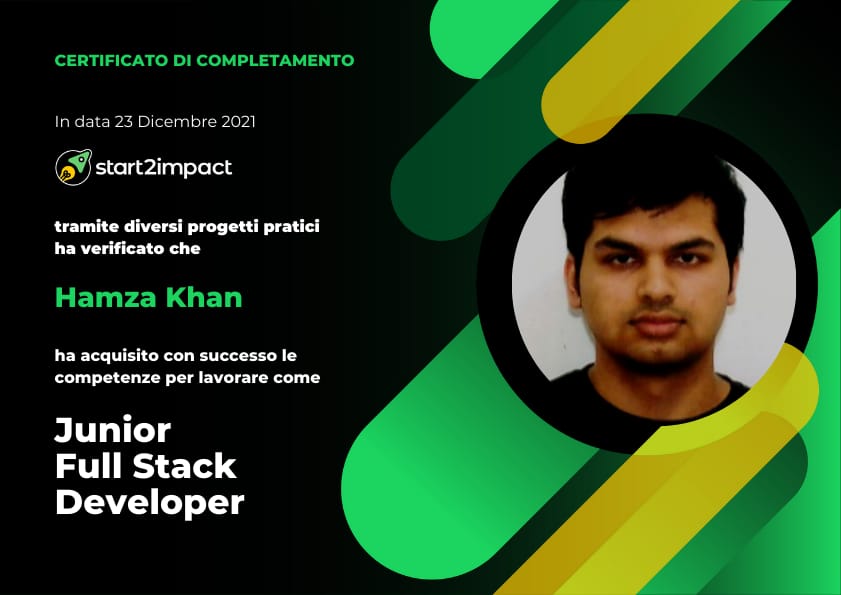 CERTIFICATO DI COMPLETAMENTO
In data 23 Dicembre 2021
start2impact
tramite diversi progetti pratici
ha verificato che
Hamza Khan
ha acquisito con successo le
competenze per lavorare come
Junior
Full Stack
Developer